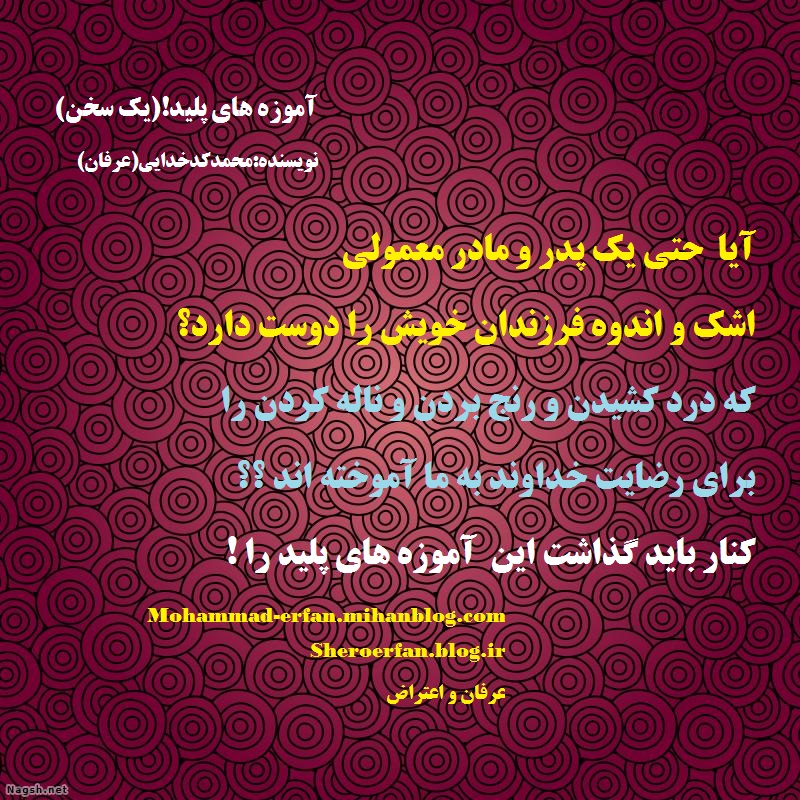 آموزه های پلید!(یک سخن)
نویسنده:محمدکدخدایی(عرفان)
آیا حتی یک پدر و مادر معمولی
اشک و اندوه فرزندان خویش را دوست دارد؟
که درد کشیدن و رنج بردن و ناله کردن را
برای رضایت خداوند به ما آموخته اند ؟؟
کنار باید گذاشت این آموزه های پلید را !
Mohammad-erfan.mihanblog.com
Sheroerfan.blog.ir
عرفان و اعتراض
Nagsh.net